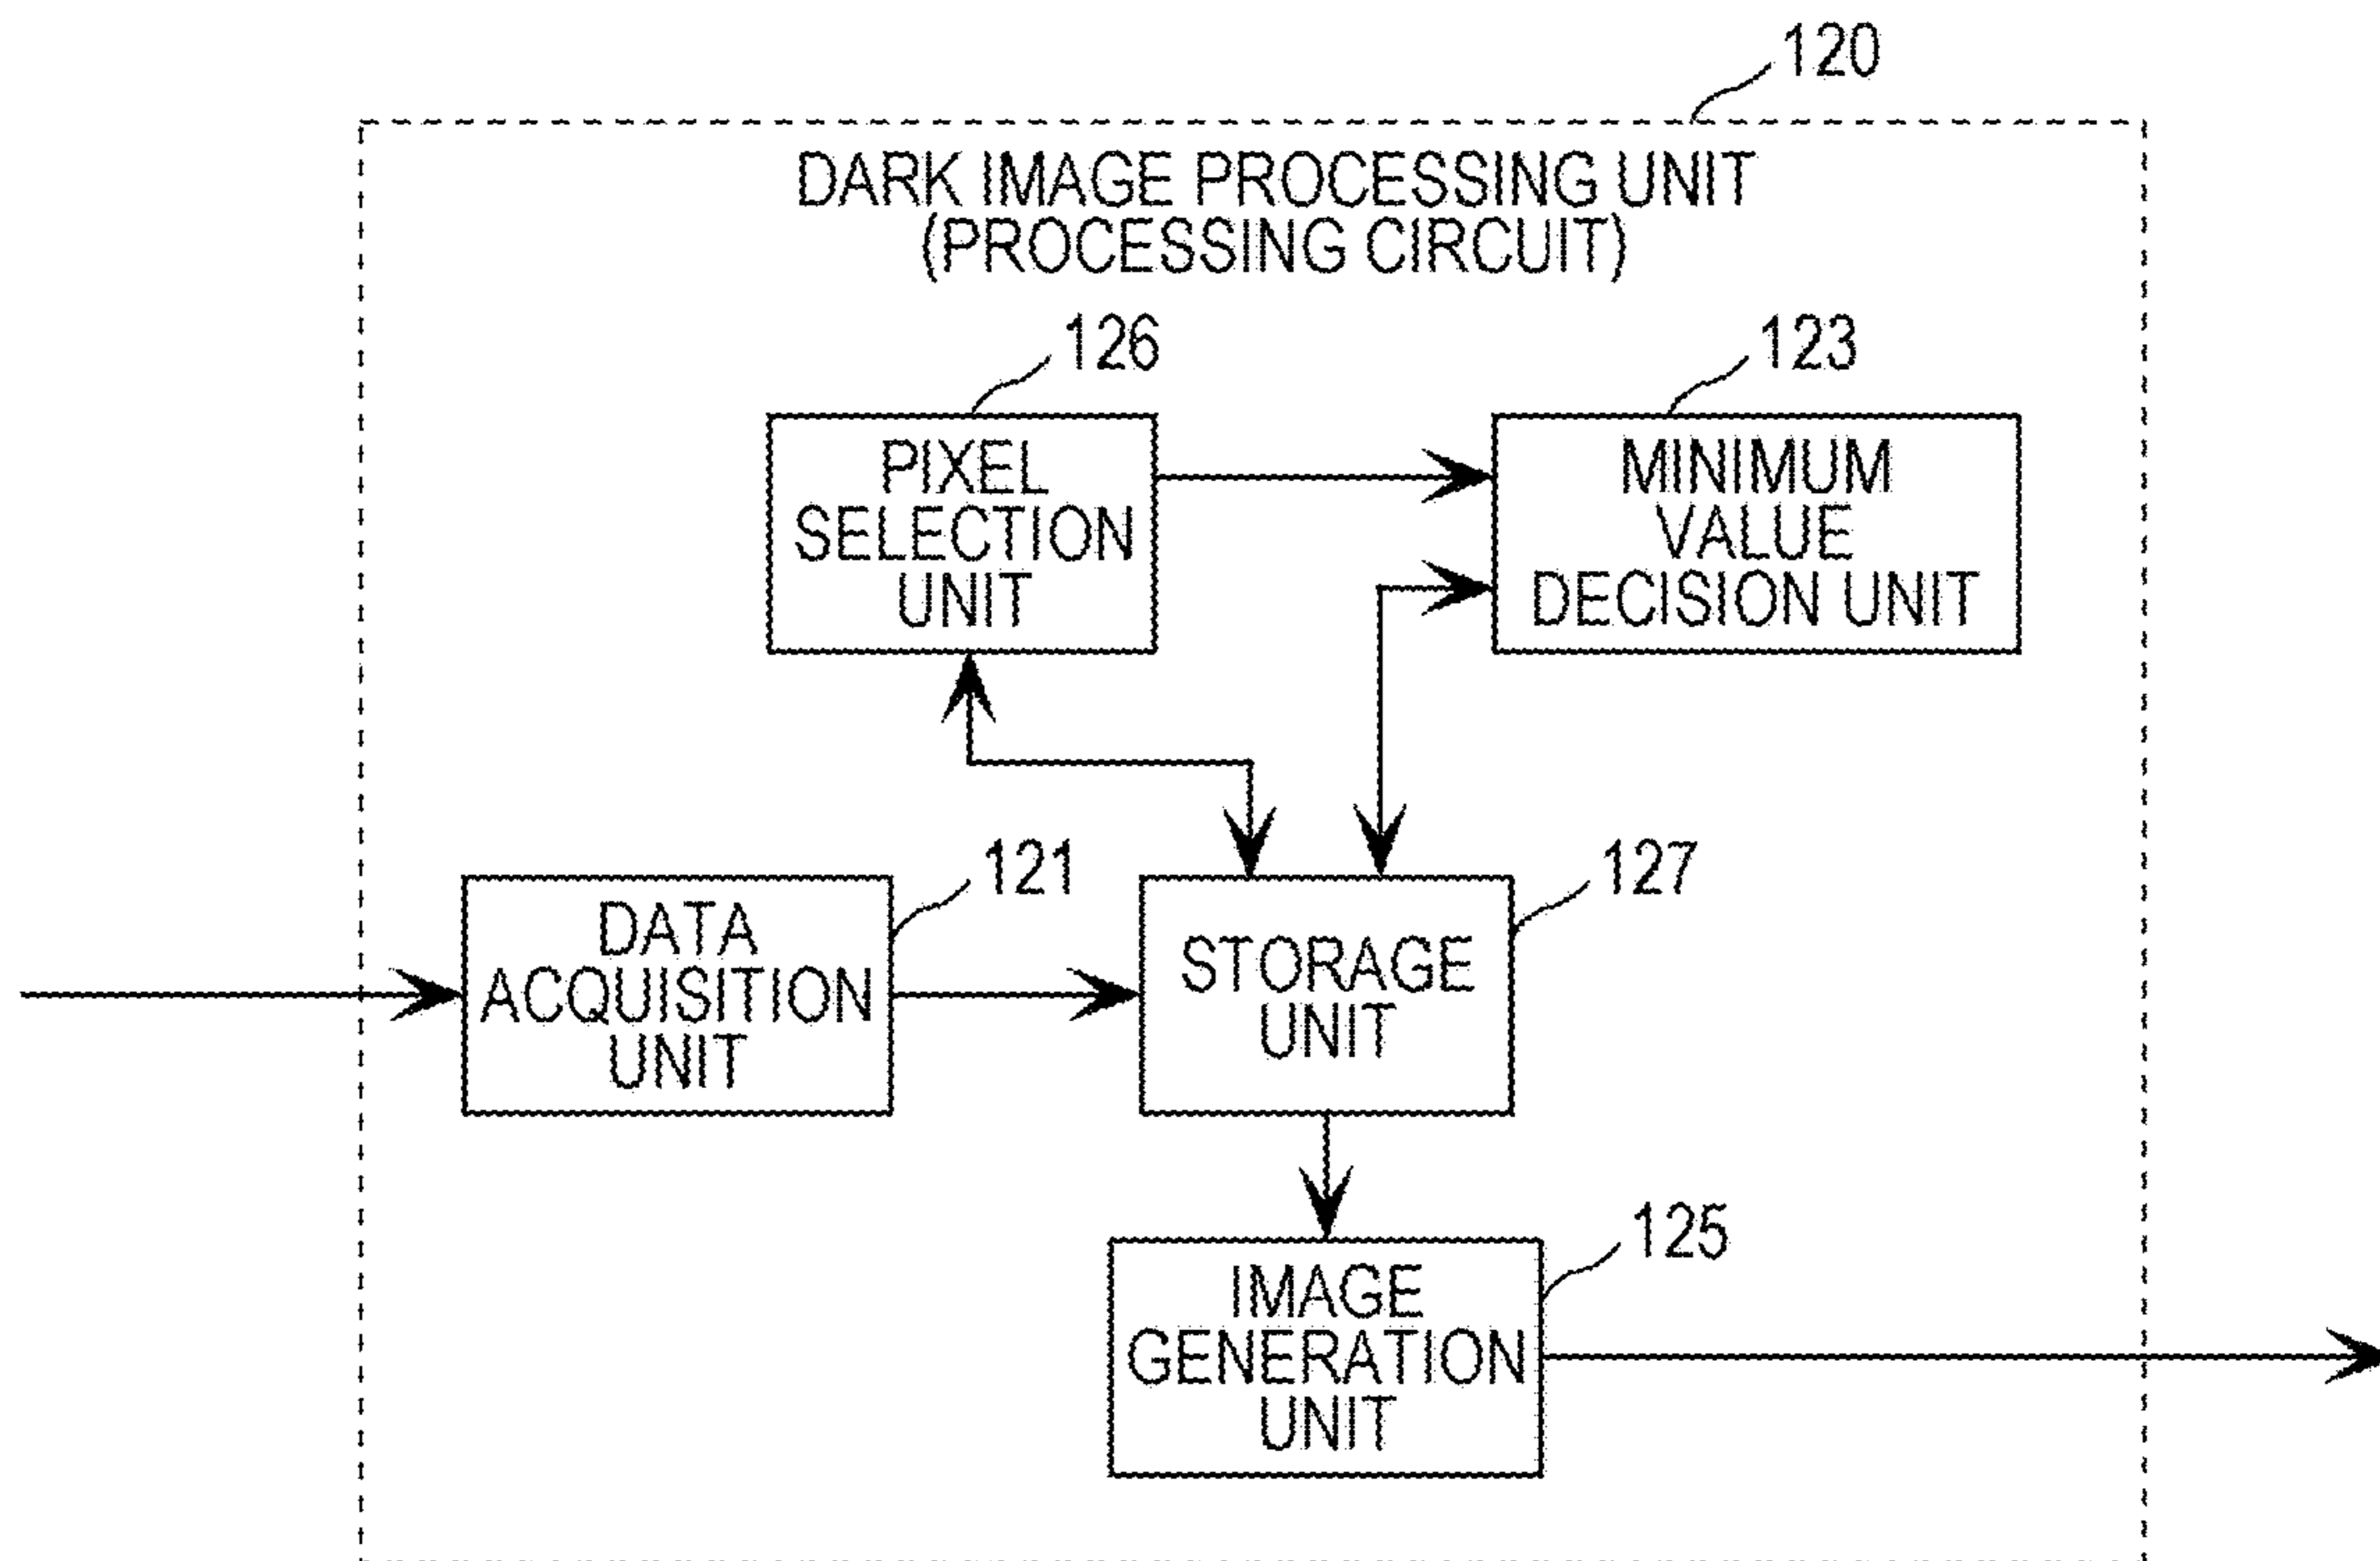 120
DARK IMAGE PROCESSING UNIT
(PROCESSING CIRCUIT)
126
123
PIXEL
SELECTION
UNIT
MINIMUM
VALUE
DECISION UNIT
121
127
DATA
ACQUISITION
UNIT
STORAGE
UNIT
125
IMAGE
GENERATION
UNIT